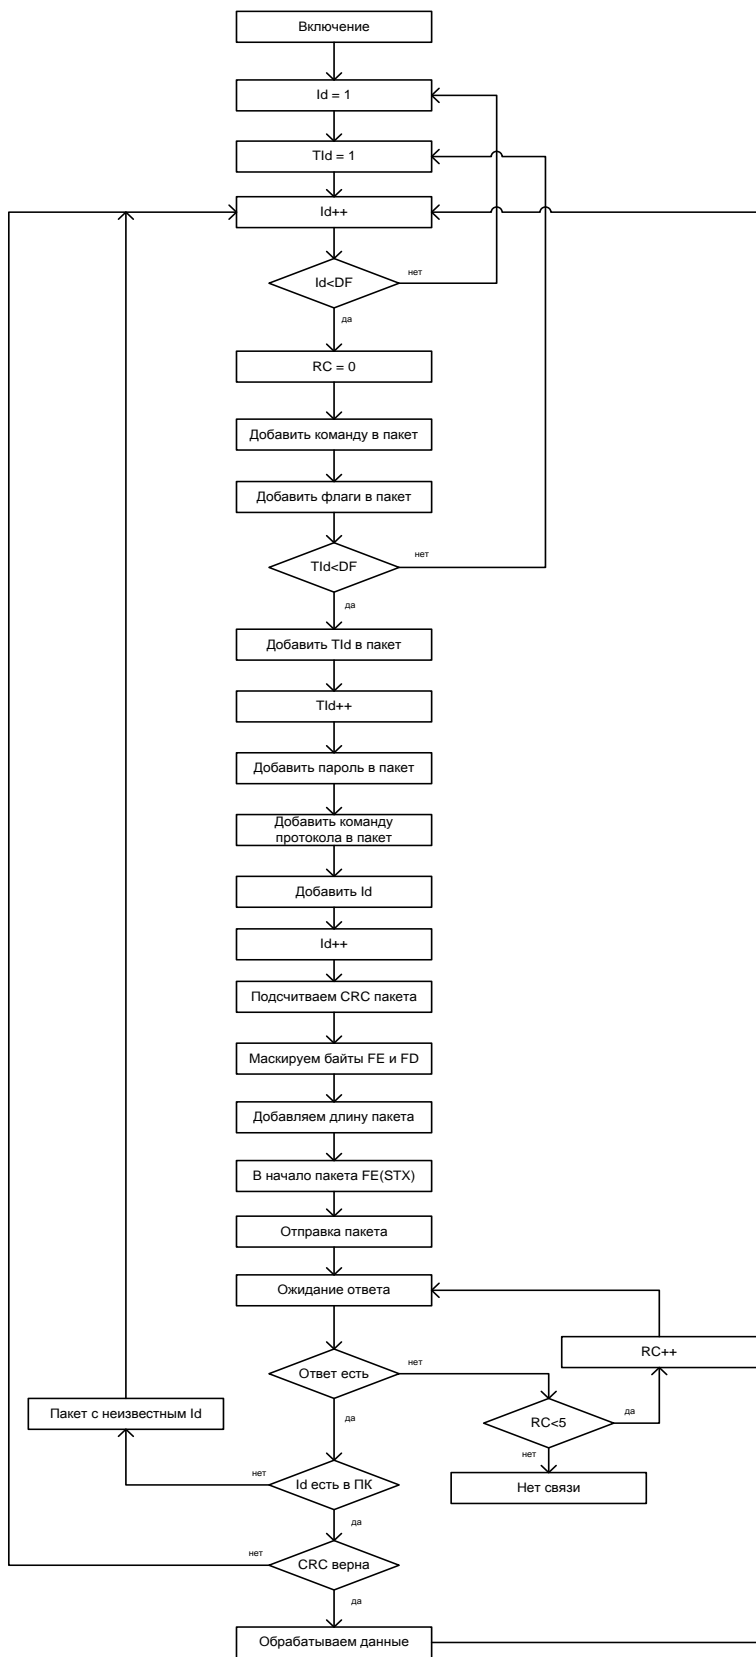 Включение
Id = 1
TId = 1
Id++
Id<DF
нет
да
RC = 0
Добавить команду в пакет
Добавить флаги в пакет
TId<DF
нет
да
Добавить TId в пакет
TId++
Добавить пароль в пакет
Добавить команду
протокола в пакет
Добавить Id
Id++
Подсчитваем CRC пакета
Маскируем байты FE и FD
Добавляем длину пакета
В начало пакета FE(STX)
Отправка пакета
Ожидание ответа
RC++
Ответ есть
нет
да
Пакет с неизвестным Id
RC<5
да
нет
Нет связи
Id есть в ПК
нет
да
CRC верна
нет
да
Обрабатываем данные